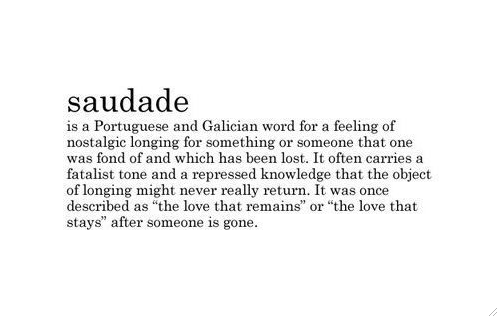 saudade
is a Portuguese and Galician word for a feeling of
nostalgic longing for something or someone that one
was fond of and which has been lost. It often carries a
fatalist tone and a repressed knowledge that the object
of longing might never really return. It was once
described as “the love that remains” or “the love that
stays” after someone is gone.